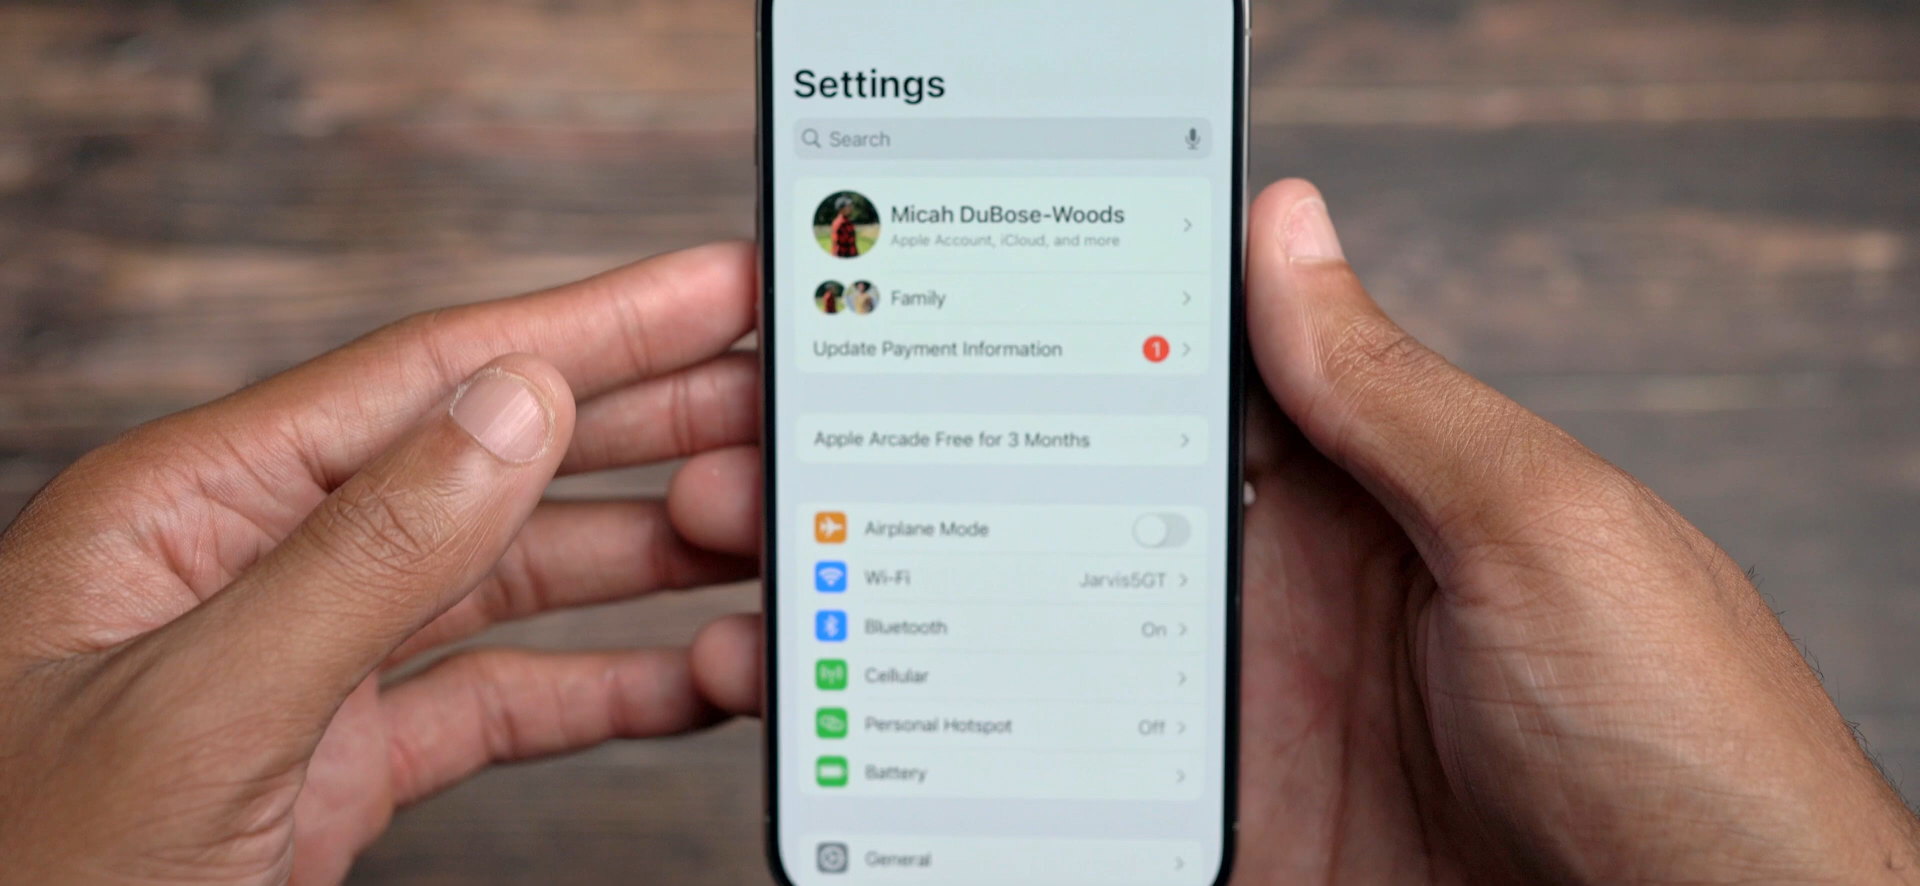 Settings
Search
Micah DuBose-Woods
Apple Account, iCloud, and more
Family
Update Payment Information 1
Apple Arcade Free for 3 Months
Airplane Mode
Wi-Fi Jarvis5GT
Bluetooth On
Cellular
Personal Hotspot Off
Battery
General